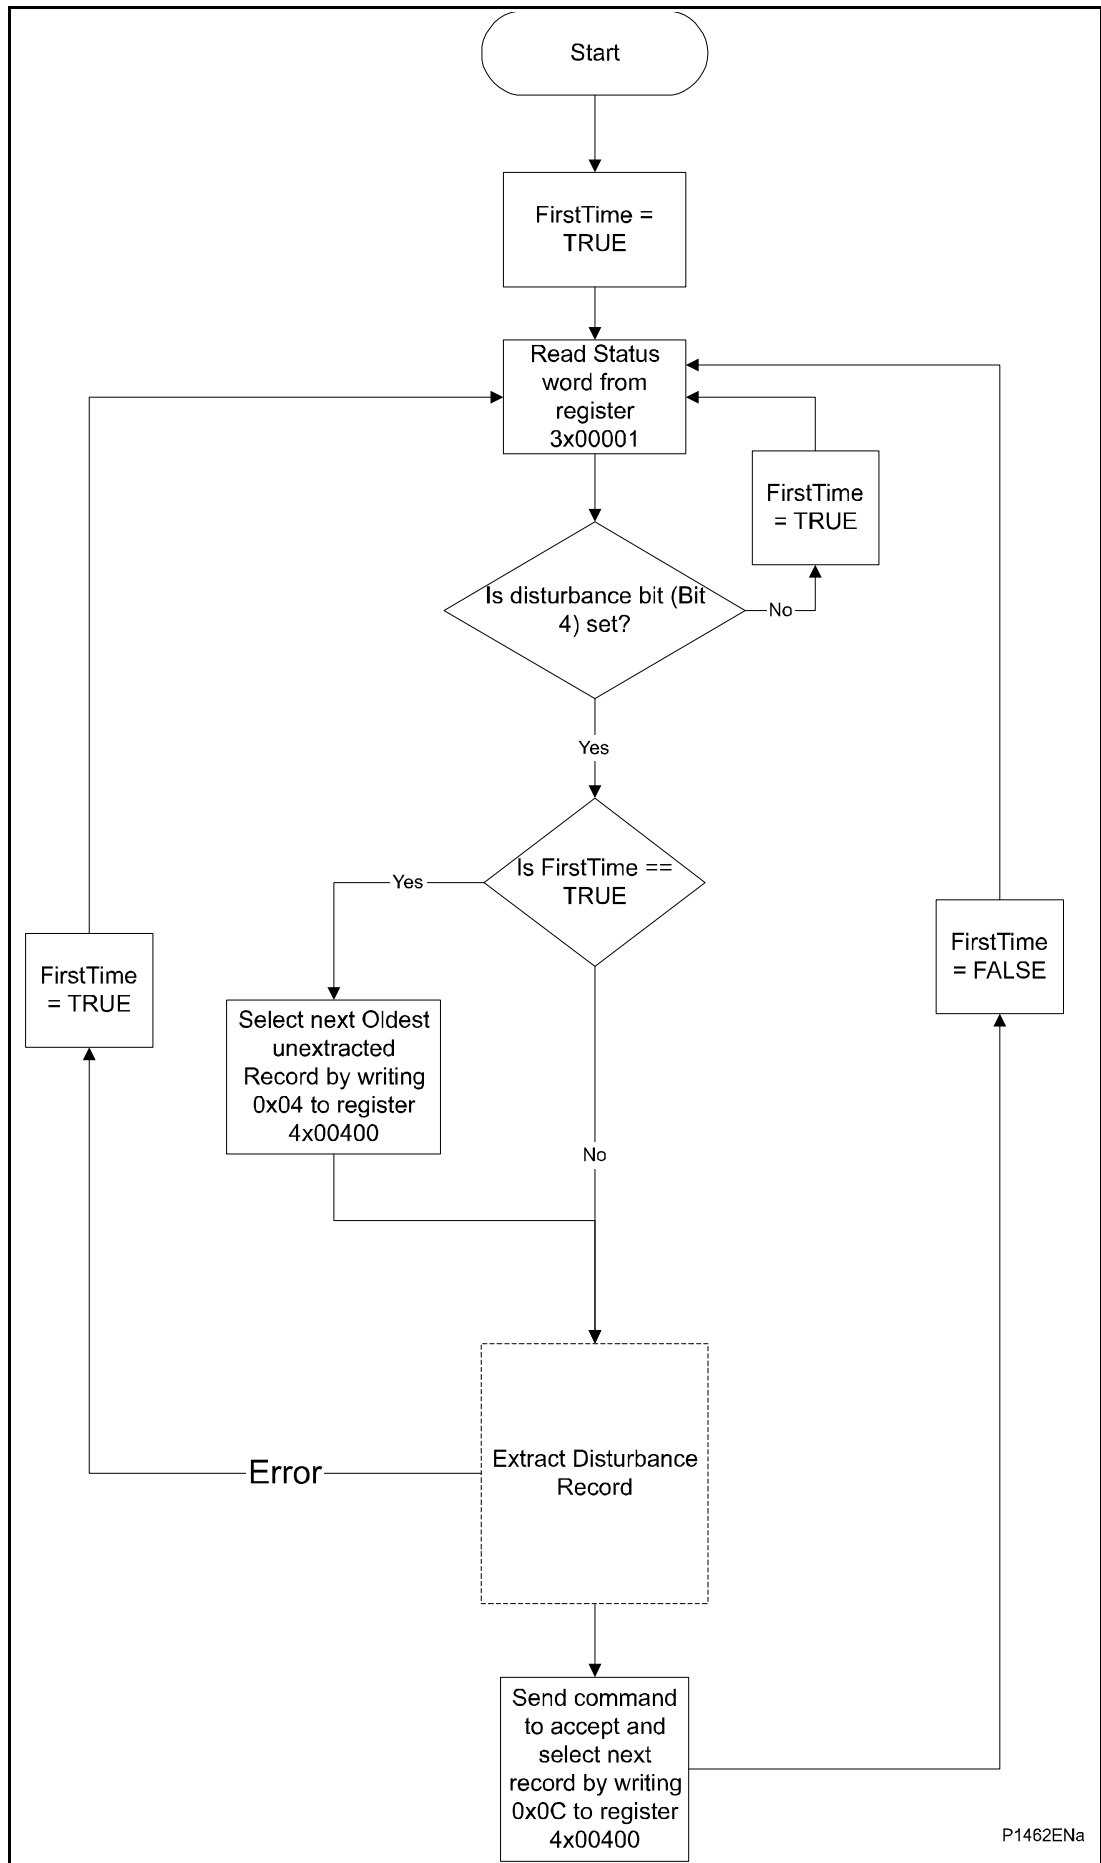 Start
FirstTime =
TRUE
Read Status
word from
register
3x00001
FirstTime
= TRUE
Is disturbance bit (Bit
4) set?
No
Yes
Is FirstTime ==
TRUE
Yes
FirstTime
= FALSE
FirstTime
= TRUE
Select next Oldest
unextracted
Record by writing
0x04 to register
4x00400
No
Extract Disturbance
Record
Error
Send command
to accept and
select next
record by writing
0x0C to register
4x00400
P1462ENa